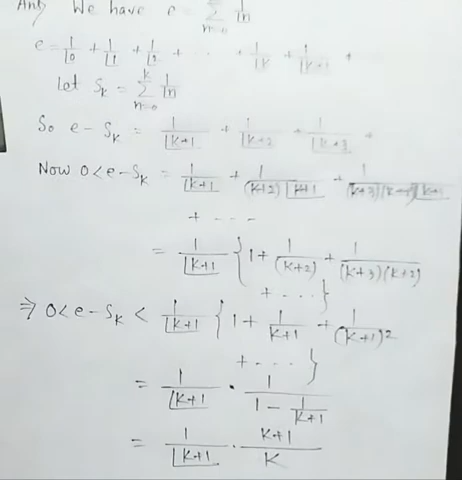 Ans We have e = ∑_{n=0} 1/⌊n
e = 1/⌊0 + 1/⌊1 + 1/⌊2 + ... + 1/⌊K + 1/⌊K+1 +
Let S_K = ∑_{n=0}^{K} 1/⌊n
So e - S_K = 1/⌊K+1 + 1/⌊K+2 + 1/⌊K+3 +
Now 0 < e - S_K = 1/⌊K+1 + 1/((K+2)⌊K+1) + 1/((K+3)(K+2)⌊K+1)
+ ...
= 1/⌊K+1 { 1 + 1/(K+2) + 1/((K+3)(K+2))
+ ... }
⇒ 0 < e - S_K < 1/⌊K+1 { 1 + 1/(K+1) + 1/(K+1)²
+ ... }
= 1/⌊K+1 · 1/(1 - 1/(K+1))
= 1/⌊K+1 · (K+1)/K